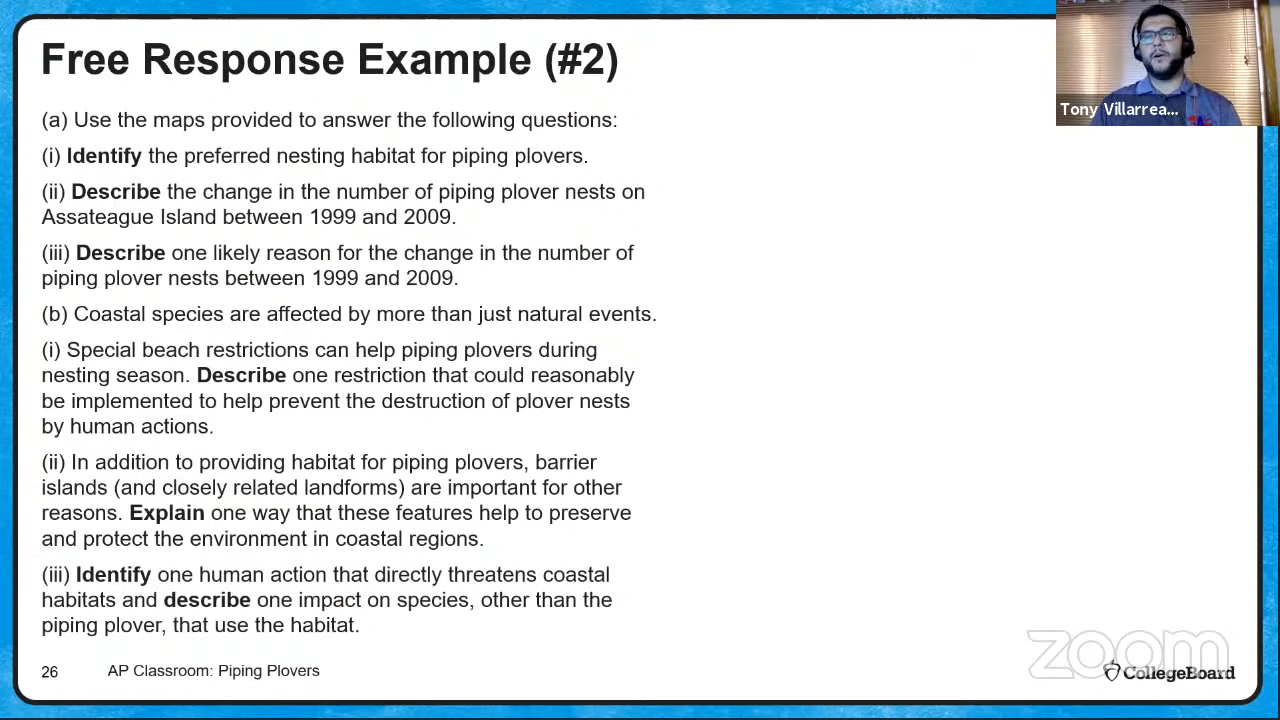 Free Response Example (#2)
Tony Villarrea...
(a) Use the maps provided to answer the following questions:
(i) Identify the preferred nesting habitat for piping plovers.
(ii) Describe the change in the number of piping plover nests on
Assateague Island between 1999 and 2009.
(iii) Describe one likely reason for the change in the number of
piping plover nests between 1999 and 2009.
(b) Coastal species are affected by more than just natural events.
(i) Special beach restrictions can help piping plovers during
nesting season. Describe one restriction that could reasonably
be implemented to help prevent the destruction of plover nests
by human actions.
(ii) In addition to providing habitat for piping plovers, barrier
islands (and closely related landforms) are important for other
reasons. Explain one way that these features help to preserve
and protect the environment in coastal regions.
(iii) Identify one human action that directly threatens coastal
habitats and describe one impact on species, other than the
piping plover, that use the habitat.
zoom
26
AP Classroom: Piping Plovers
CollegeBoard